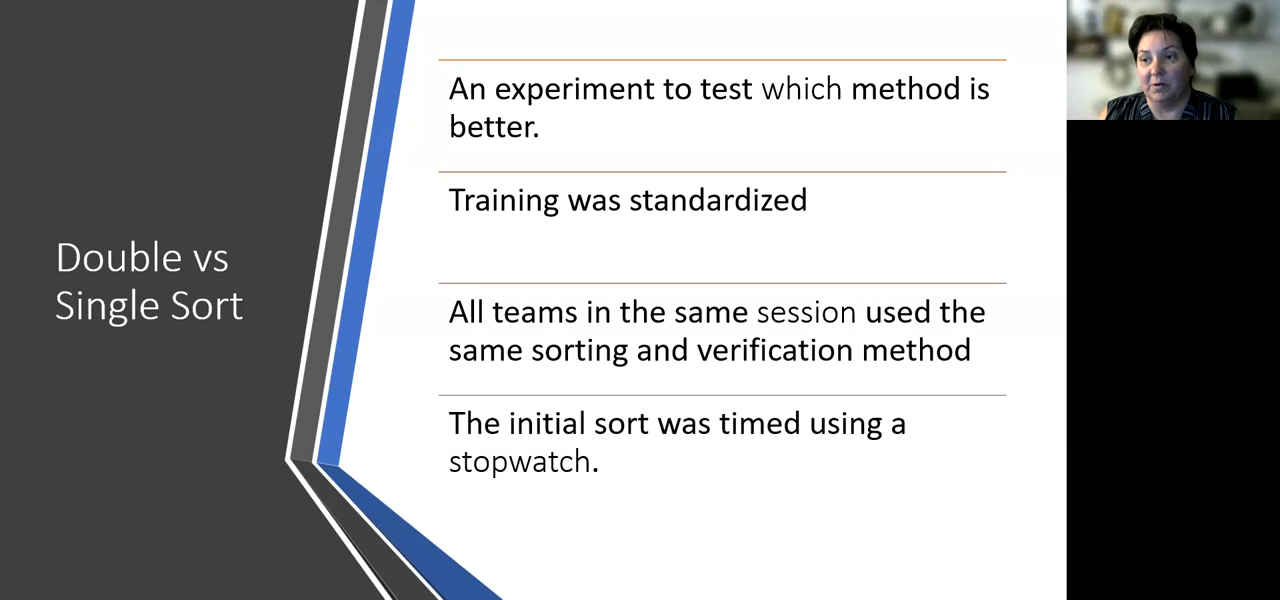 Double vs
Single Sort
An experiment to test which method is
better.
Training was standardized
All teams in the same session used the
same sorting and verification method
The initial sort was timed using a
stopwatch.